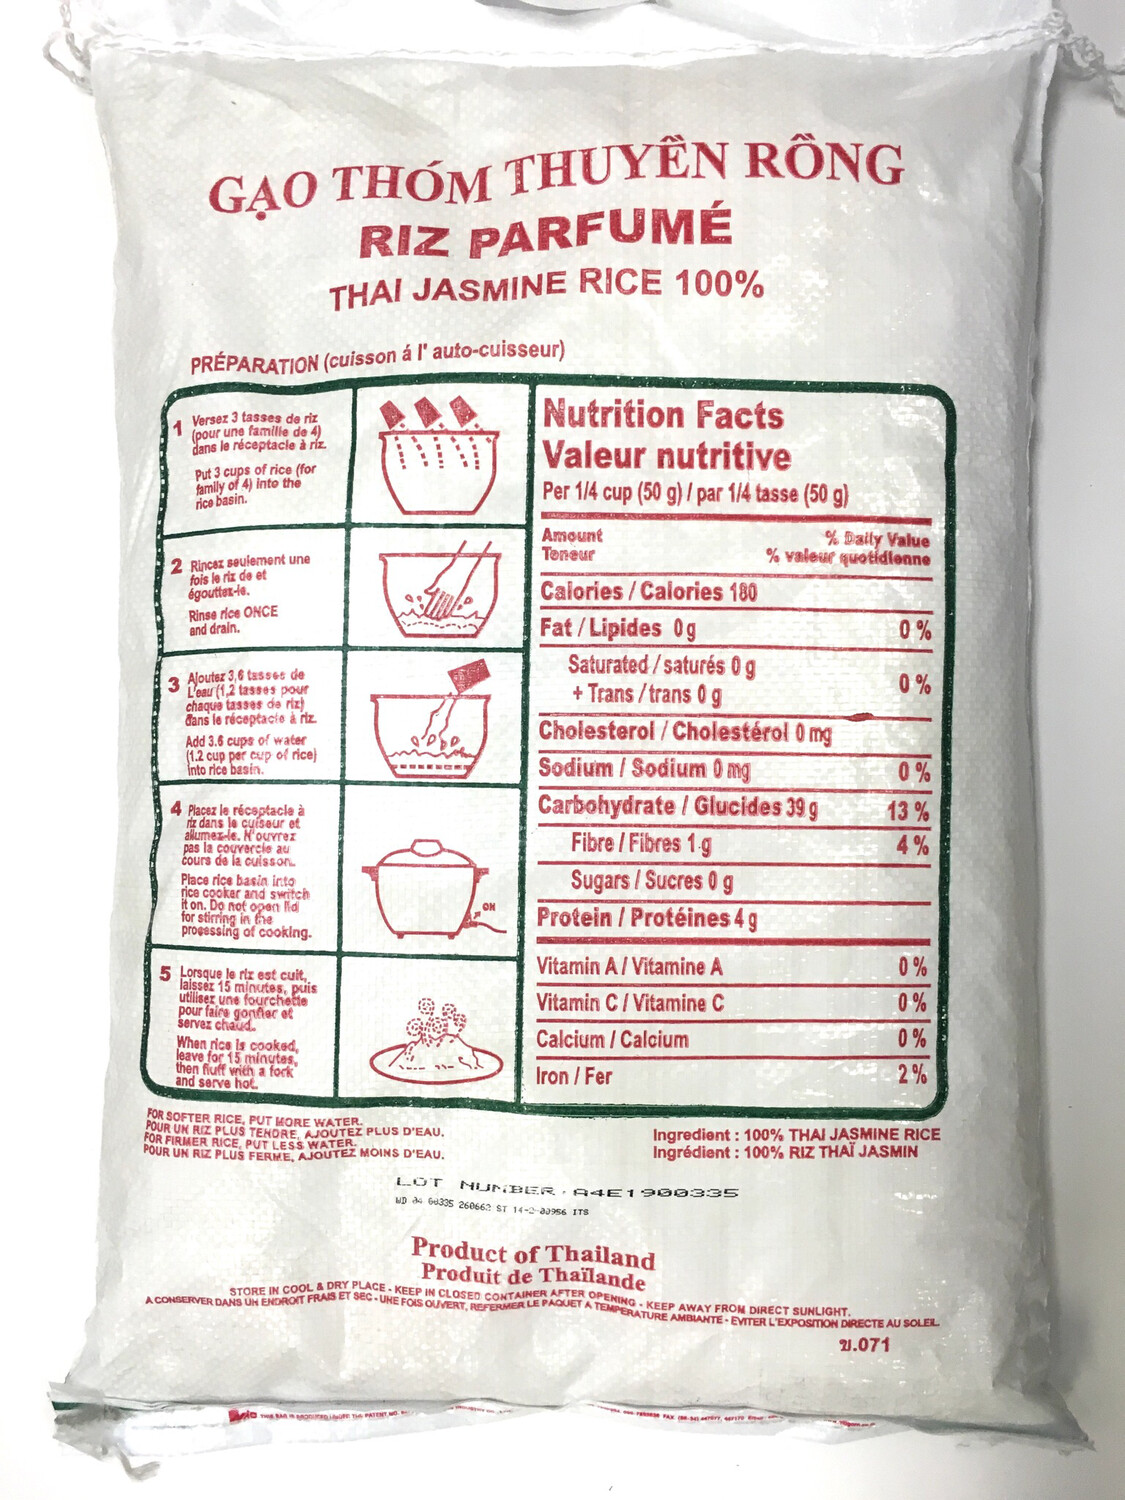 GẠO THÓM THUYỀN RỒNG
RIZ PARFUMÉ
THAI JASMINE RICE 100%
PRÉPARATION (cuisson á l' auto-cuisseur)
1
Versez 3 tasses de riz
(pour une famille de 4)
dans le réceptacle à riz.
Put 3 cups of rice (for
family of 4) into the
rice basin.
2
Rincez seulement une
fois le riz de et
égouttez-le.
Rinse rice ONCE
and drain.
3
Ajoutez 3,6 tasses de
L'eau (1,2 tasses pour
chaque tasses de riz)
dans le réceptacle à riz.
Add 3.6 cups of water
(1.2 cup per cup of rice)
into rice basin.
4
Placez le réceptacle à
riz dans le cuiseur et
allumez-le. N'ouvrez
pas la couvercle au
cours de la cuisson.
Place rice basin into
rice cooker and switch
it on. Do not open lid
for stirring in the
processing of cooking.
ON
5
Lorsque le riz est cuit,
laissez 15 minutes, puis
utilisez une fourchette
pour faire gonfler et
servez chaud.
When rice is cooked,
leave for 15 minutes,
then fluff with a fork
and serve hot.
Nutrition Facts
Valeur nutritive
Per 1/4 cup (50 g) / par 1/4 tasse (50 g)
Amount % Daily Value
Teneur % valeur quotidienne
Calories / Calories 180
Fat / Lipides 0 g 0 %
Saturated / saturés 0 g
+ Trans / trans 0 g 0 %
Cholesterol / Cholestérol 0 mg
Sodium / Sodium 0 mg 0 %
Carbohydrate / Glucides 39 g 13 %
Fibre / Fibres 1 g 4 %
Sugars / Sucres 0 g
Protein / Protéines 4 g
Vitamin A / Vitamine A 0 %
Vitamin C / Vitamine C 0 %
Calcium / Calcium 0 %
Iron / Fer 2 %
FOR SOFTER RICE, PUT MORE WATER.
POUR UN RIZ PLUS TENDRE, AJOUTEZ PLUS D'EAU.
FOR FIRMER RICE, PUT LESS WATER.
POUR UN RIZ PLUS FERME, AJOUTEZ MOINS D'EAU.
Ingredient : 100% THAI JASMINE RICE
Ingrédient : 100% RIZ THAÏ JASMIN
LOT NUMBER . A4E1900335
ST ITS
Product of Thailand
Produit de Thaïlande
STORE IN COOL & DRY PLACE - KEEP IN CLOSED CONTAINER AFTER OPENING - KEEP AWAY FROM DIRECT SUNLIGHT.
A CONSERVER DANS UN ENDROIT FRAIS ET SEC - UNE FOIS OUVERT, REFERMER LE PAQUET A TEMPERATURE AMBIANTE - EVITER L'EXPOSITION DIRECTE AU SOLEIL.
ข.071
THIS BAG IS PRODUCED UNDER THE PATENT NO.